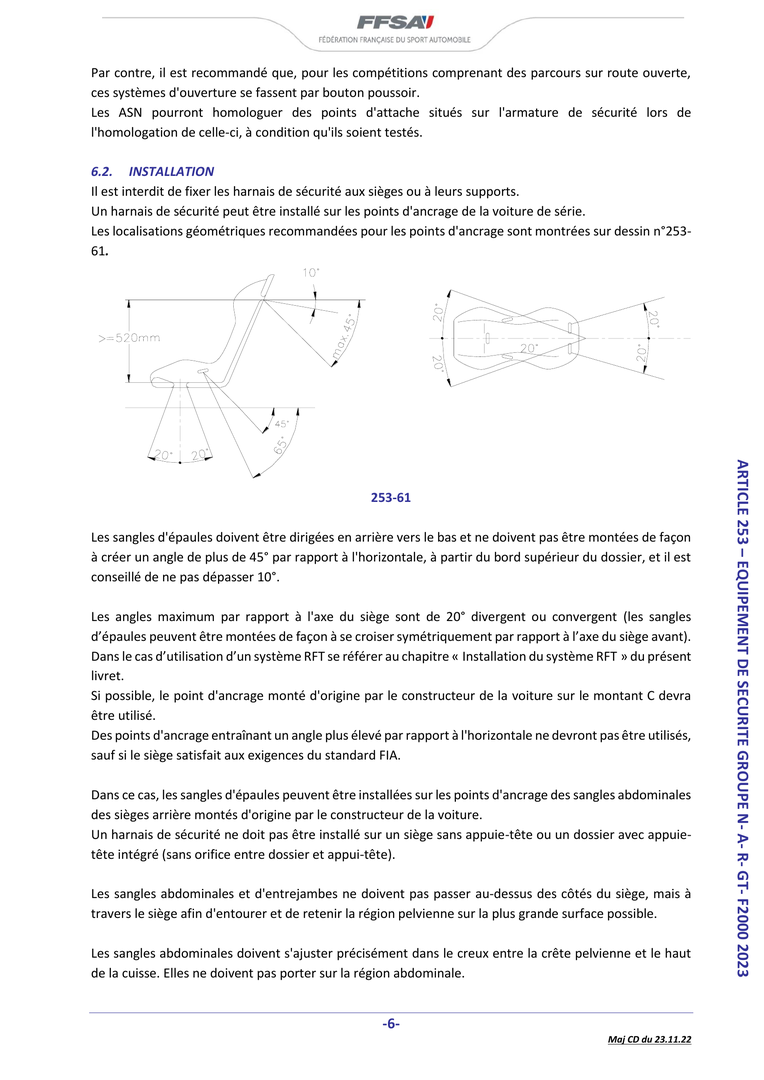 FFSA
FÉDÉRATION FRANÇAISE DU SPORT AUTOMOBILE
Par contre, il est recommandé que, pour les compétitions comprenant des parcours sur route ouverte,
ces systèmes d'ouverture se fassent par bouton poussoir.
Les ASN pourront homologuer des points d'attache situés sur l'armature de sécurité lors de
l'homologation de celle-ci, à condition qu'ils soient testés.
6.2. INSTALLATION
Il est interdit de fixer les harnais de sécurité aux sièges ou à leurs supports.
Un harnais de sécurité peut être installé sur les points d'ancrage de la voiture de série.
Les localisations géométriques recommandées pour les points d'ancrage sont montrées sur dessin n°253-
61.
10°
>=520mm
max.45°
20°
20°
45°
65°
20°
20°
20°
20°
20°
253-61
Les sangles d'épaules doivent être dirigées en arrière vers le bas et ne doivent pas être montées de façon
à créer un angle de plus de 45° par rapport à l'horizontale, à partir du bord supérieur du dossier, et il est
conseillé de ne pas dépasser 10°.
Les angles maximum par rapport à l'axe du siège sont de 20° divergent ou convergent (les sangles
d’épaules peuvent être montées de façon à se croiser symétriquement par rapport à l’axe du siège avant).
Dans le cas d’utilisation d’un système RFT se référer au chapitre « Installation du système RFT » du présent
livret.
Si possible, le point d'ancrage monté d'origine par le constructeur de la voiture sur le montant C devra
être utilisé.
Des points d'ancrage entraînant un angle plus élevé par rapport à l'horizontale ne devront pas être utilisés,
sauf si le siège satisfait aux exigences du standard FIA.
Dans ce cas, les sangles d'épaules peuvent être installées sur les points d'ancrage des sangles abdominales
des sièges arrière montés d'origine par le constructeur de la voiture.
Un harnais de sécurité ne doit pas être installé sur un siège sans appuie-tête ou un dossier avec appuie-
tête intégré (sans orifice entre dossier et appui-tête).
Les sangles abdominales et d'entrejambes ne doivent pas passer au-dessus des côtés du siège, mais à
travers le siège afin d'entourer et de retenir la région pelvienne sur la plus grande surface possible.
Les sangles abdominales doivent s'ajuster précisément dans le creux entre la crête pelvienne et le haut
de la cuisse. Elles ne doivent pas porter sur la région abdominale.
ARTICLE 253 – EQUIPEMENT DE SECURITE GROUPE N- A- R- GT- F2000 2023
-6-
Maj CD du 23.11.22